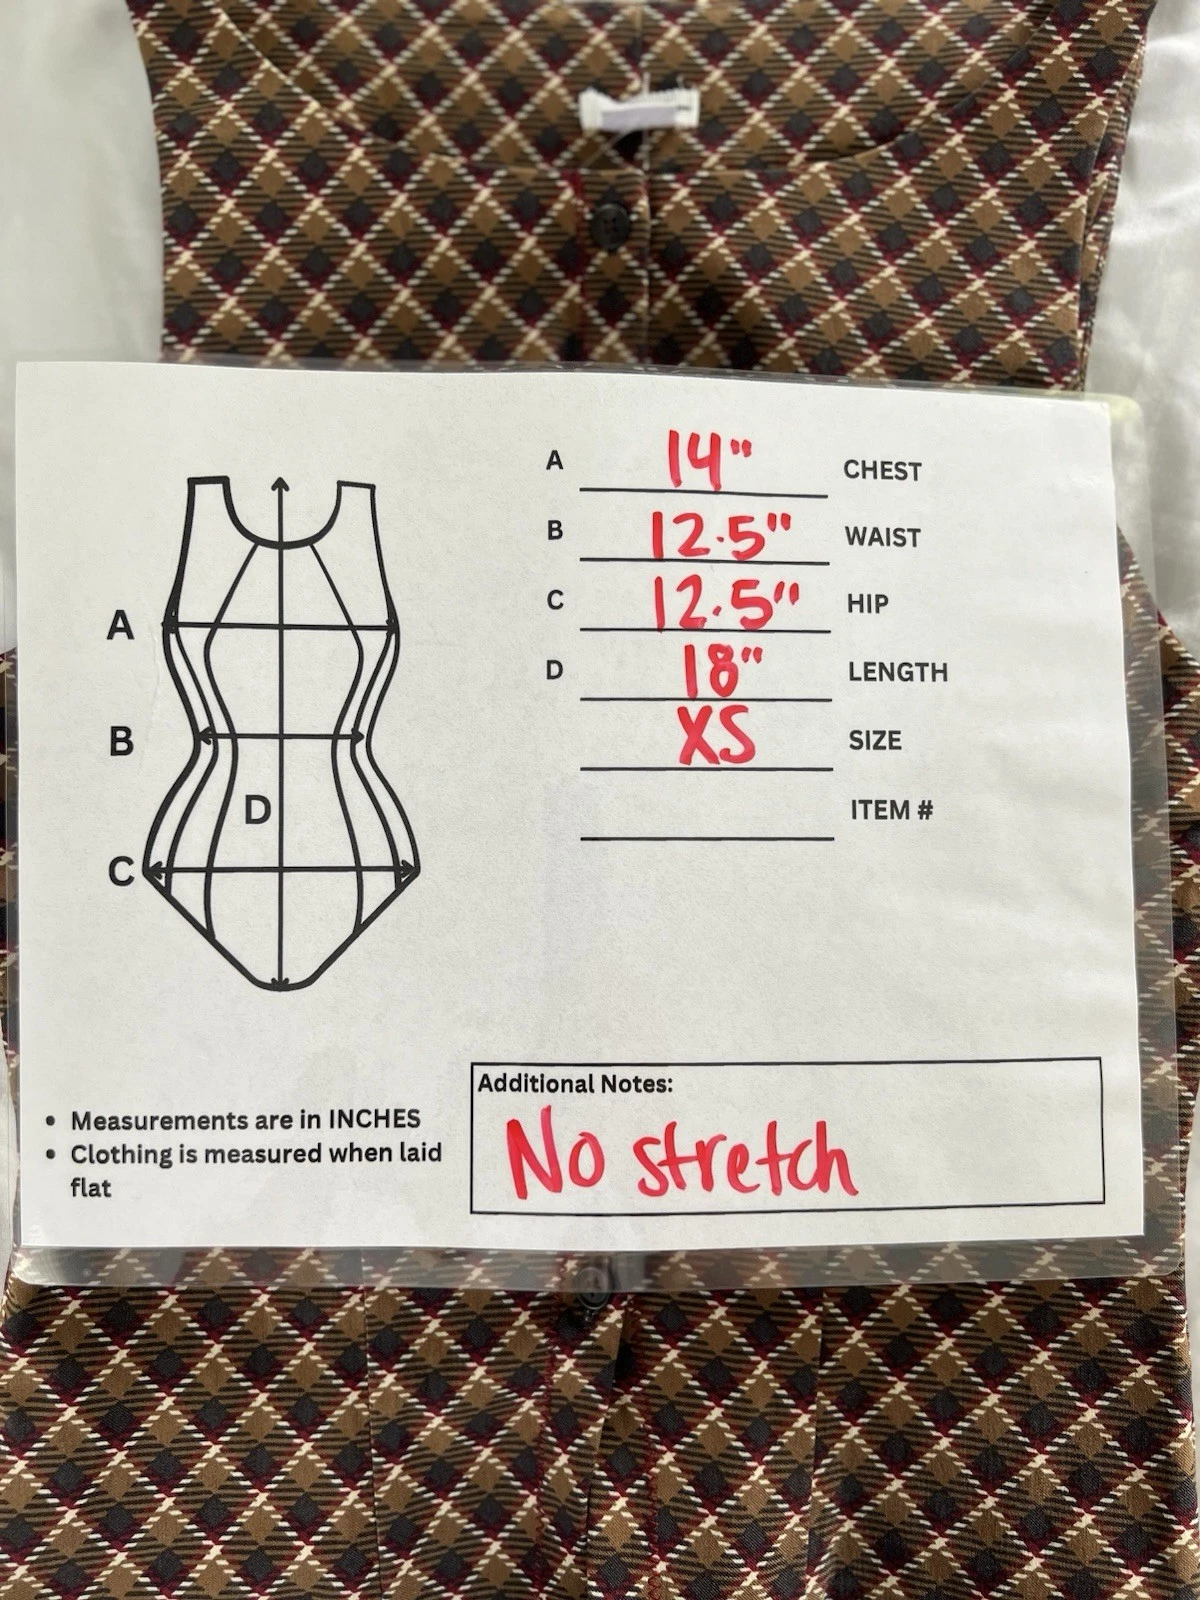 A 14" CHEST
B 12.5" WAIST
C 12.5" HIP
D 18" LENGTH
XS SIZE
ITEM #
A
B
D
C
• Measurements are in INCHES
• Clothing is measured when laid
flat
Additional Notes:
No stretch